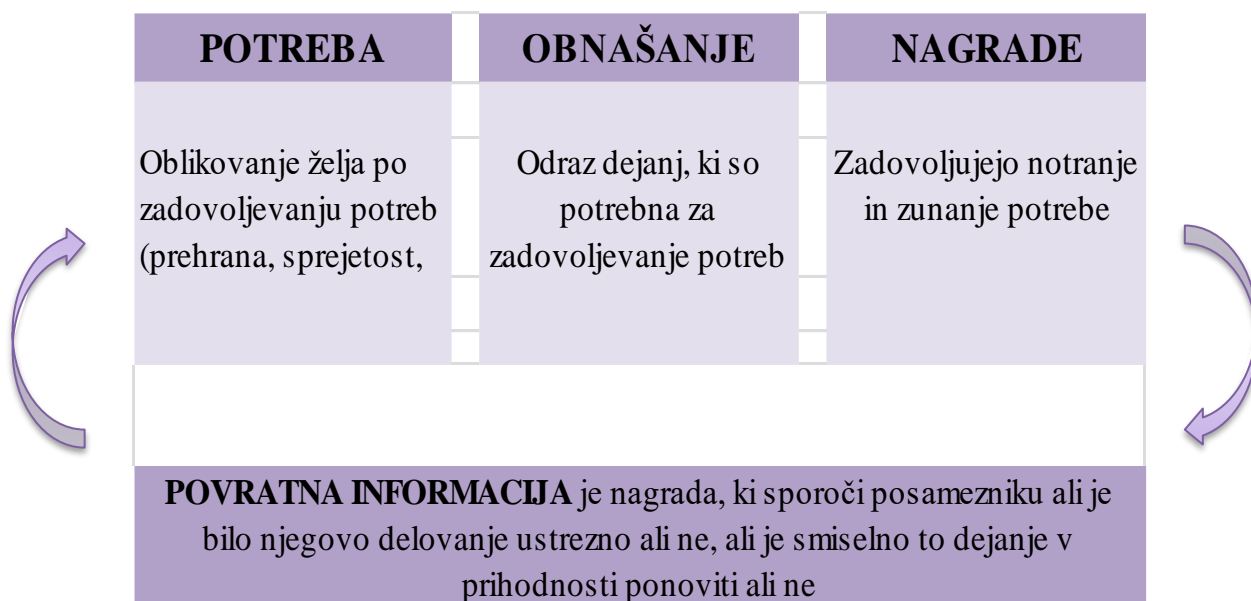 POTREBA
Oblikovanje želja po
zadovoljevanju potreb
(prehrana, sprejetost,
OBNAŠANJE
Odraz dejanj, ki so
potrebna za
zadovoljevanje potreb
NAGRADE
Zadovoljujejo notranje
in zunanje potrebe
POVRATNA INFORMACIJA je nagrada, ki sporoči posamezniku ali je
bilo njegovo delovanje ustrezno ali ne, ali je smiselno to dejanje v
prihodnosti ponoviti ali ne